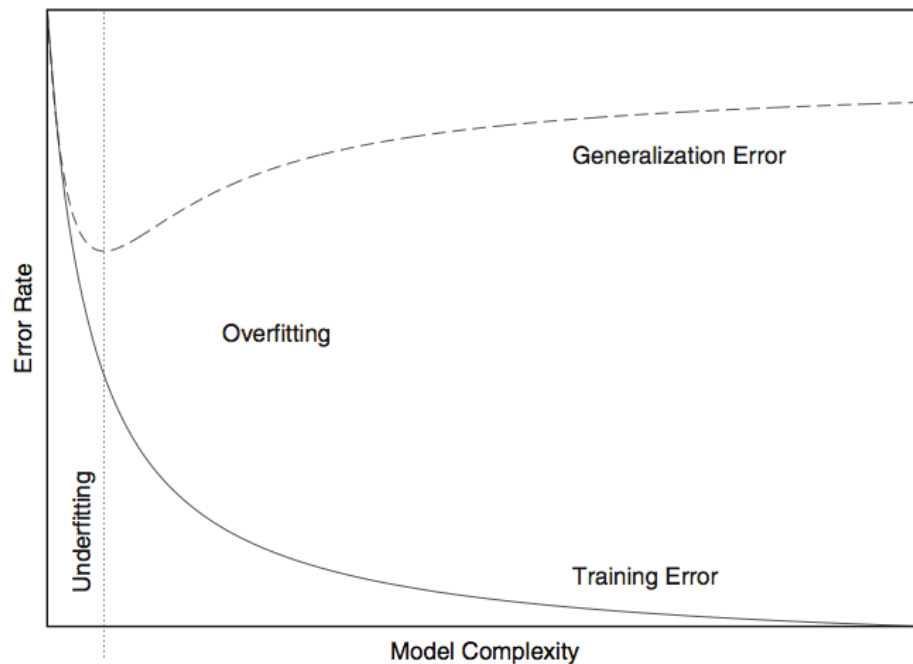 Generalization Error
Overfitting
Error Rate
Underfitting
Training Error
Model Complexity